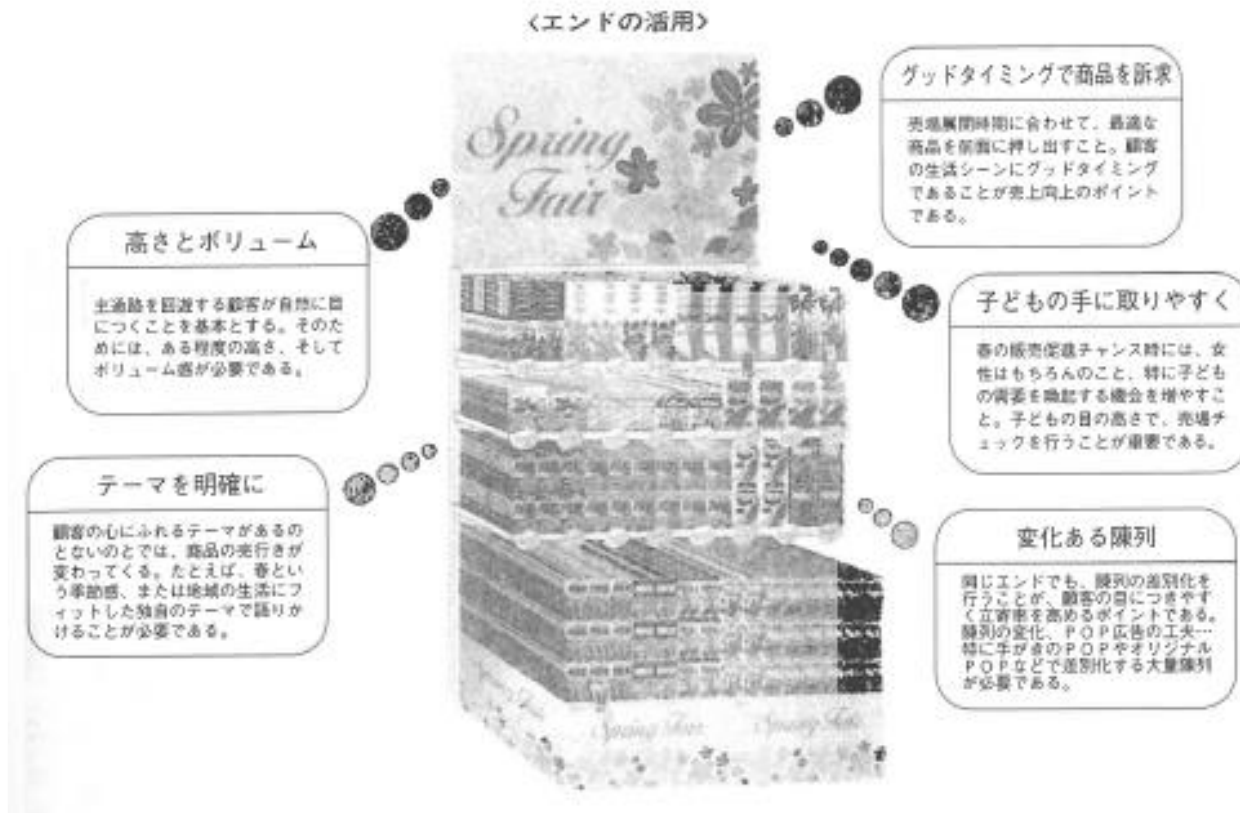 <エンドの活用>
Spring
Fair
グッドタイミングで商品を訴求
売場展開時期に合わせて、最適な
商品を前面に押し出すこと。顧客
の生活シーンにグッドタイミング
であることが売上向上のポイント
である。
高さとボリューム
主通路を回遊する顧客が自然に目
につくことを基本とする。そのた
めには、ある程度の高さ、そして
ボリューム感が必要である。
子どもの手に取りやすく
春の販売促進チャンス時には、女
性はもちろんのこと、特に子ども
の需要を喚起する機会を増やすこ
と。子どもの目の高さで、売場チ
ェックを行うことが重要である。
テーマを明確に
顧客の心にふれるテーマがあるの
とないのとでは、商品の売行きが
変わってくる。たとえば、春とい
う季節感、または地域の生活にフ
ィットした独自のテーマで語りか
けることが必要である。
変化ある陳列
同じエンドでも、陳列の差別化を
行うことが、顧客の目につきやす
く立寄率を高めるポイントである。
陳列の変化、POP広告の工夫…
特に手がきのPOPやオリジナル
POPなどで差別化する大量陳列
が必要である。
Spring Fair
Spring Fair
Spring Fair